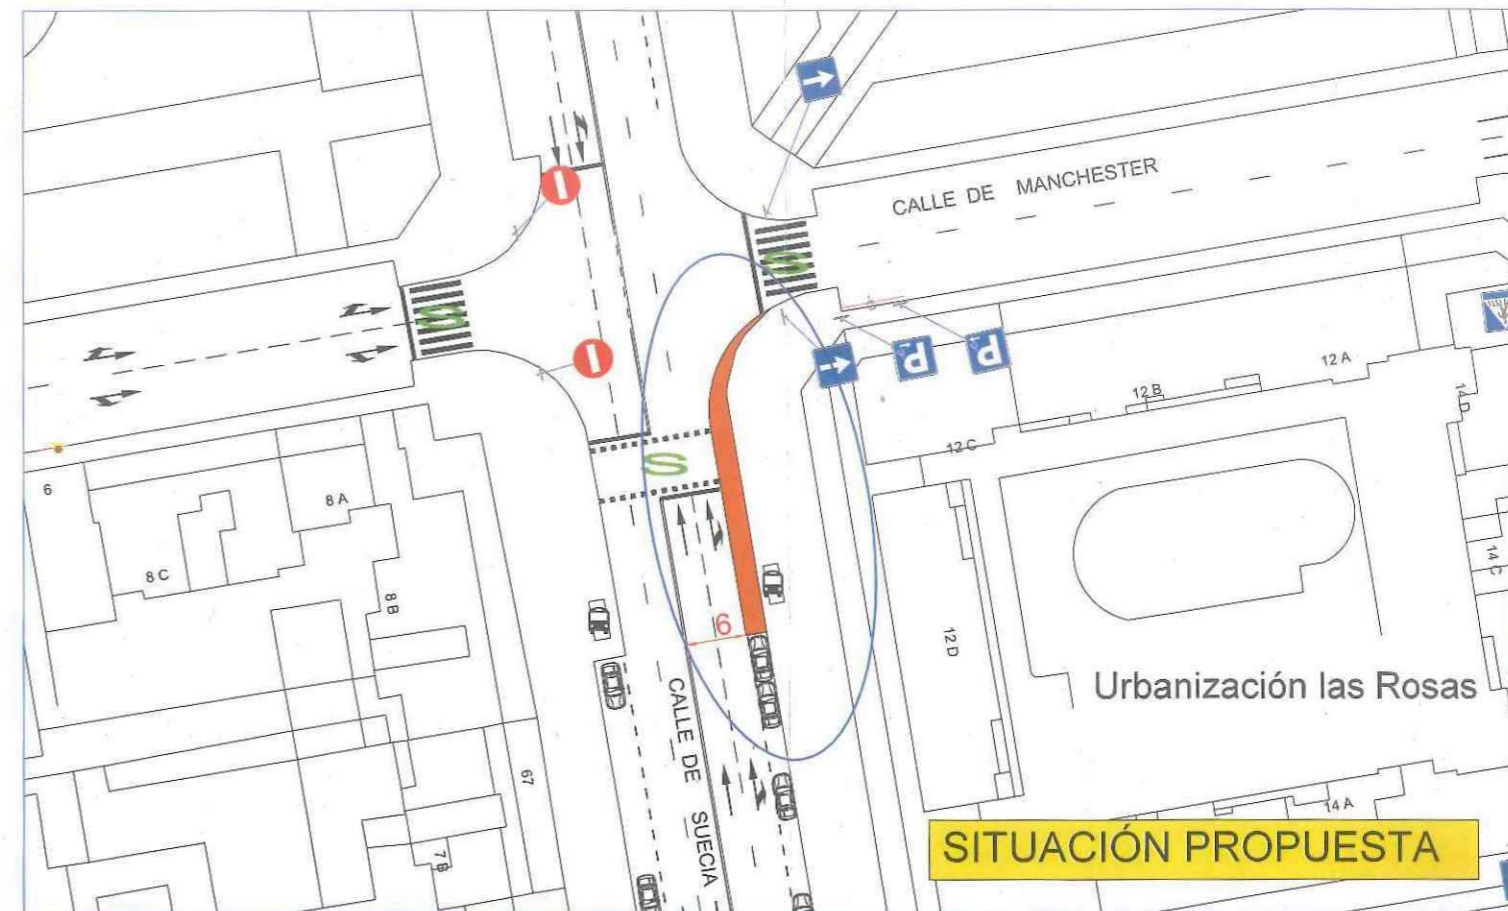 CALLE DE MANCHESTER
S
S
P
P
12 A
12 B
14 D
12 C
S
6
8 A
8 C
8 B
14 C
12 D
6
Urbanización las Rosas
CALLE DE SUECIA
67
14 A
7 B
SITUACIÓN PROPUESTA